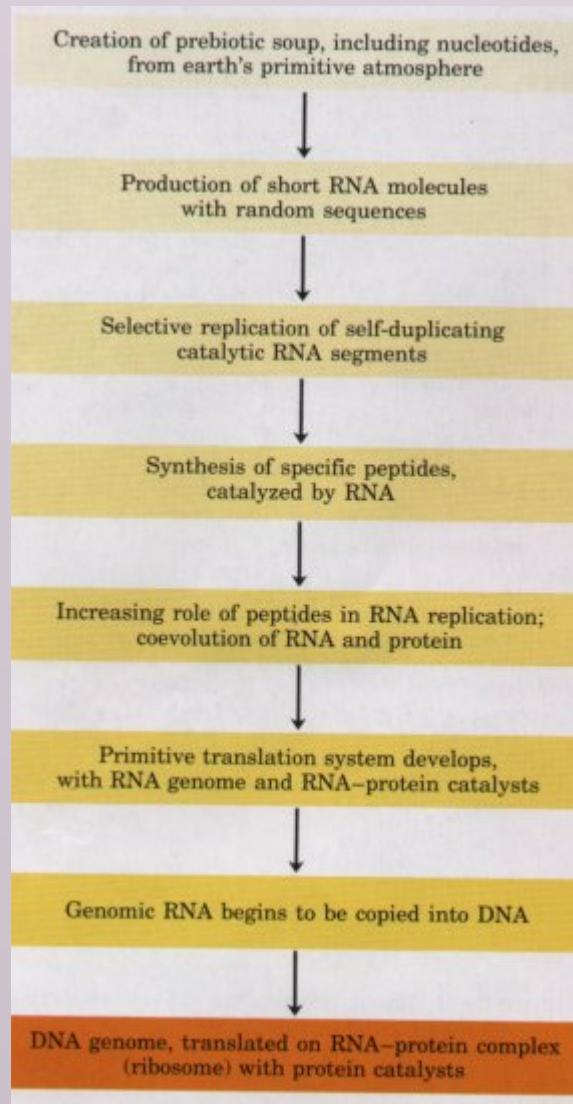 Creation of prebiotic soup, including nucleotides,
from earth's primitive atmosphere
Production of short RNA molecules
with random sequences
Selective replication of self-duplicating
catalytic RNA segments
Synthesis of specific peptides,
catalyzed by RNA
Increasing role of peptides in RNA replication;
coevolution of RNA and protein
Primitive translation system develops,
with RNA genome and RNA–protein catalysts
Genomic RNA begins to be copied into DNA
DNA genome, translated on RNA–protein complex
(ribosome) with protein catalysts